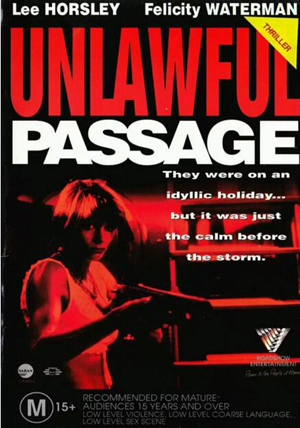 Lee HORSLEY Felicity WATERMAN
THRILLER
UNLAWFUL
PASSAGE
They were on an
idyllic holiday...
but it was just
the calm before
the storm.
SABAN
ROADSHOW
ENTERTAINMENT
M 15+
RECOMMENDED FOR MATURE
AUDIENCES 15 YEARS AND OVER
LOW LEVEL VIOLENCE, LOW LEVEL COARSE LANGUAGE,
LOW LEVEL SEX SCENE